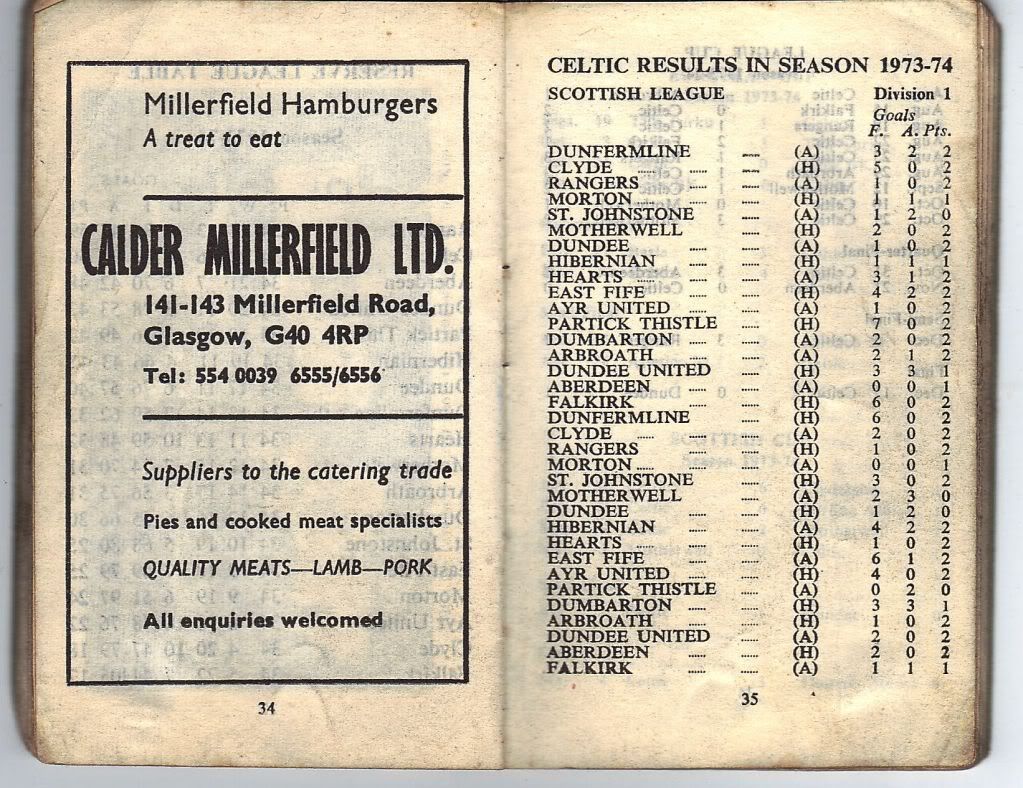 Millerfield Hamburgers
A treat to eat
CALDER MILLERFIELD LTD.
141-143 Millerfield Road,
Glasgow, G40 4RP
Tel: 554 0039 6555/6556
Suppliers to the catering trade
Pies and cooked meat specialists
QUALITY MEATS—LAMB—PORK
All enquiries welcomed
34
CELTIC RESULTS IN SEASON 1973-74
SCOTTISH LEAGUE Division 1
Goals
F. A. Pts.
DUNFERMLINE ...... (A) 3 2 2
CLYDE ...... ...... (H) 5 0 2
RANGERS ...... ...... (A) 1 0 2
MORTON ...... ...... (H) 1 1 1
ST. JOHNSTONE ...... (A) 1 2 0
MOTHERWELL ...... (H) 2 0 2
DUNDEE ...... ...... (A) 1 0 2
HIBERNIAN ...... ...... (H) 1 1 1
HEARTS ...... ...... (A) 3 1 2
EAST FIFE ...... ...... (H) 4 2 2
AYR UNITED ...... ...... (A) 1 0 2
PARTICK THISTLE ...... (H) 7 0 2
DUMBARTON ...... ...... (A) 2 0 2
ARBROATH ...... ...... (A) 2 1 2
DUNDEE UNITED ...... (H) 3 3 1
ABERDEEN ...... ...... (A) 0 0 1
FALKIRK ...... ...... (H) 6 0 2
DUNFERMLINE ...... (H) 6 0 2
CLYDE ...... ...... (A) 2 0 2
RANGERS ...... ...... (H) 1 0 2
MORTON ...... ...... (A) 0 0 1
ST. JOHNSTONE ...... (H) 3 0 2
MOTHERWELL ...... (A) 2 3 0
DUNDEE ...... ...... (H) 1 2 0
HIBERNIAN ...... ...... (A) 4 2 2
HEARTS ...... ...... (H) 1 0 2
EAST FIFE ...... ...... (A) 6 1 2
AYR UNITED ...... ...... (H) 4 0 2
PARTICK THISTLE ...... (A) 0 2 0
DUMBARTON ...... ...... (H) 3 3 1
ARBROATH ...... ...... (H) 1 0 2
DUNDEE UNITED ...... (A) 2 0 2
ABERDEEN ...... ...... (H) 2 0 2
FALKIRK ...... ...... (A) 1 1 1
35